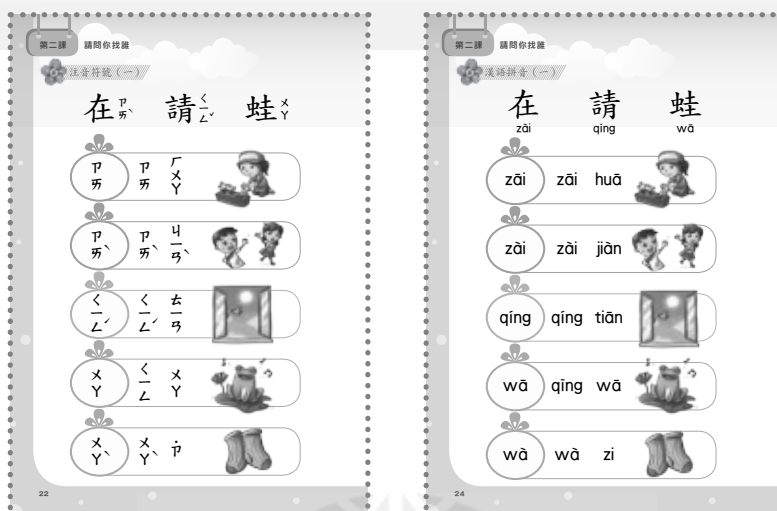 第二課 請問你找誰
注音符號（一）
在ㄗㄞˋ 請ㄑㄧㄥˇ 蛙ㄨㄚ
ㄗㄞ ㄗㄞ ㄏㄨㄚ
ㄗㄞˋ ㄗㄞˋ ㄐㄧㄢˋ
ㄑㄧㄥˊ ㄑㄧㄥˊ ㄊㄧㄢ
ㄨㄚ ㄑㄧㄥ ㄨㄚ
ㄨㄚˋ ㄨㄚˋ ˙ㄗ
22
第二課 請問你找誰
漢語拼音（一）
在 請 蛙
zài qǐng wā
zāi zāi huā
zài zài jiàn
qíng qíng tiān
wā qīng wā
wà wà zi
24